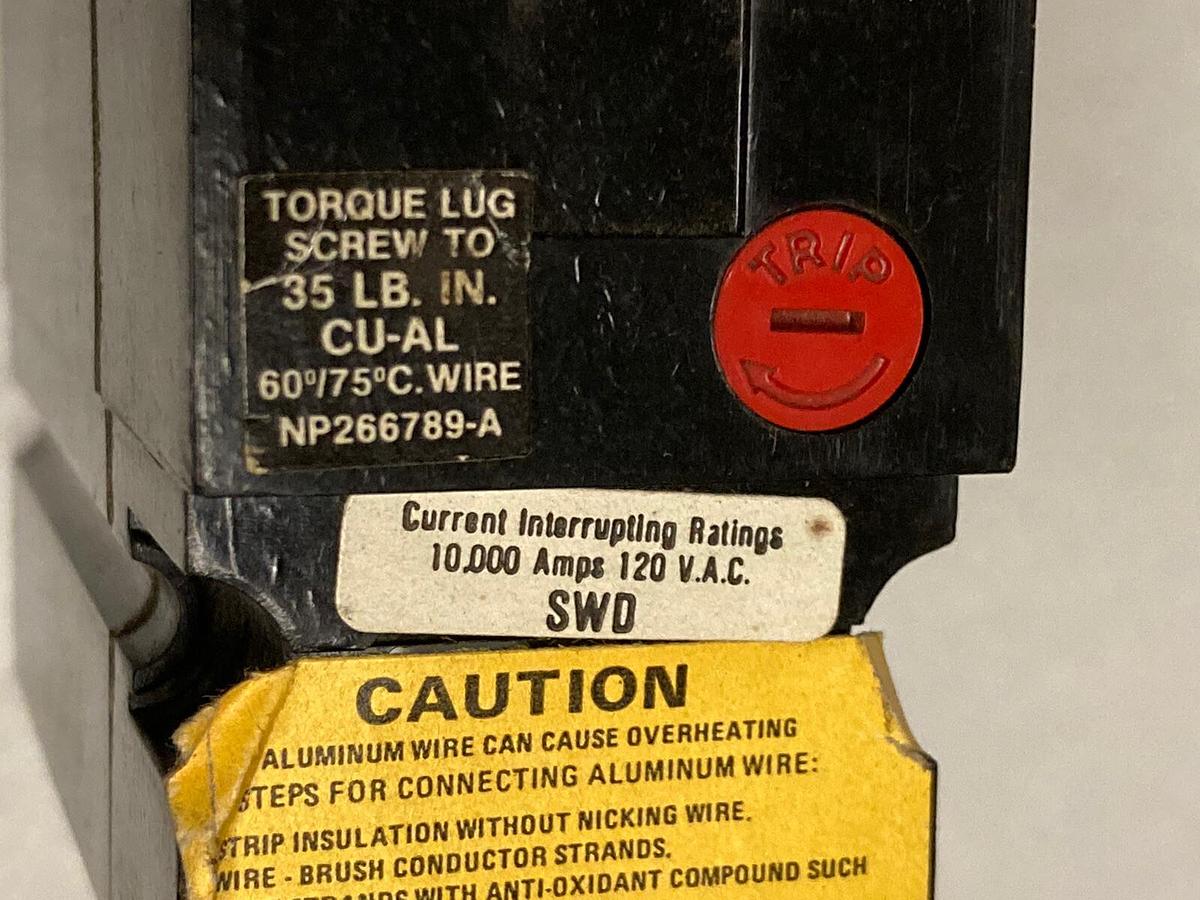 TORQUE LUG
SCREW TO
35 LB. IN.
CU-AL
60°/75°C. WIRE
NP266789-A
TRIP
Current Interrupting Ratings
10,000 Amps 120 V.A.C.
SWD
CAUTION
ALUMINUM WIRE CAN CAUSE OVERHEATING
STEPS FOR CONNECTING ALUMINUM WIRE:
STRIP INSULATION WITHOUT NICKING WIRE.
WIRE - BRUSH CONDUCTOR STRANDS.
STRANDS WITH ANTI-OXIDANT COMPOUND SUCH